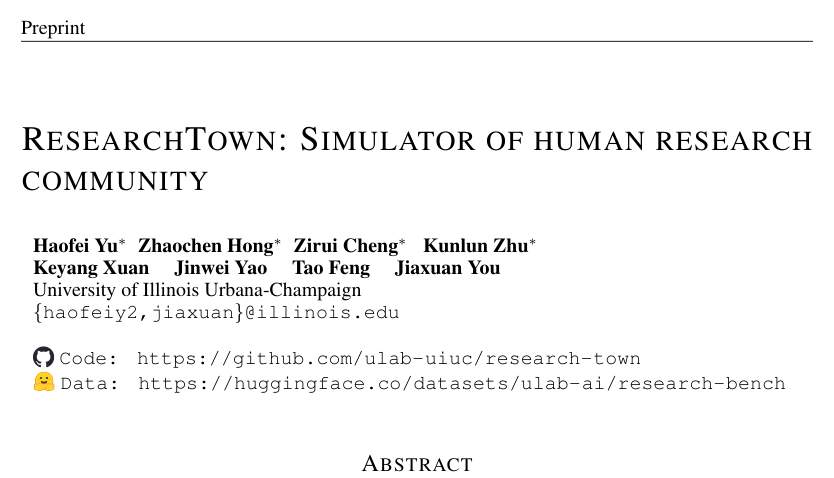 Preprint
RESEARCHTOWN: SIMULATOR OF HUMAN RESEARCH
COMMUNITY
Haofei Yu* Zhaochen Hong* Zirui Cheng* Kunlun Zhu*
Keyang Xuan Jinwei Yao Tao Feng Jiaxuan You
University of Illinois Urbana-Champaign
{haofeiy2,jiaxuan}@illinois.edu
Code: https://github.com/ulab-uiuc/research-town
Data: https://huggingface.co/datasets/ulab-ai/research-bench
ABSTRACT